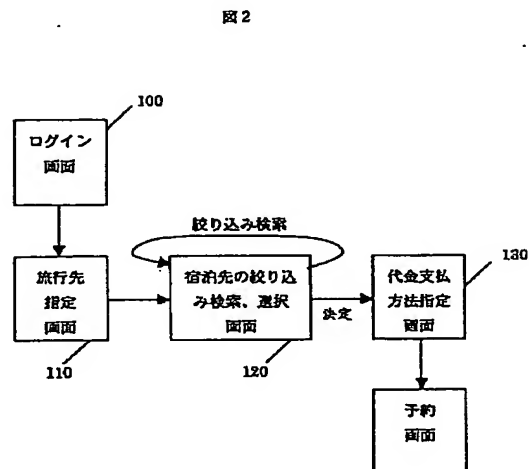 図2
100
ログイン
画面
絞り込み検索
旅行先
指定
画面
宿泊先の絞り込
み検索、選択
画面
決定
代金支払
方法指定
画面
130
110
120
予約
画面